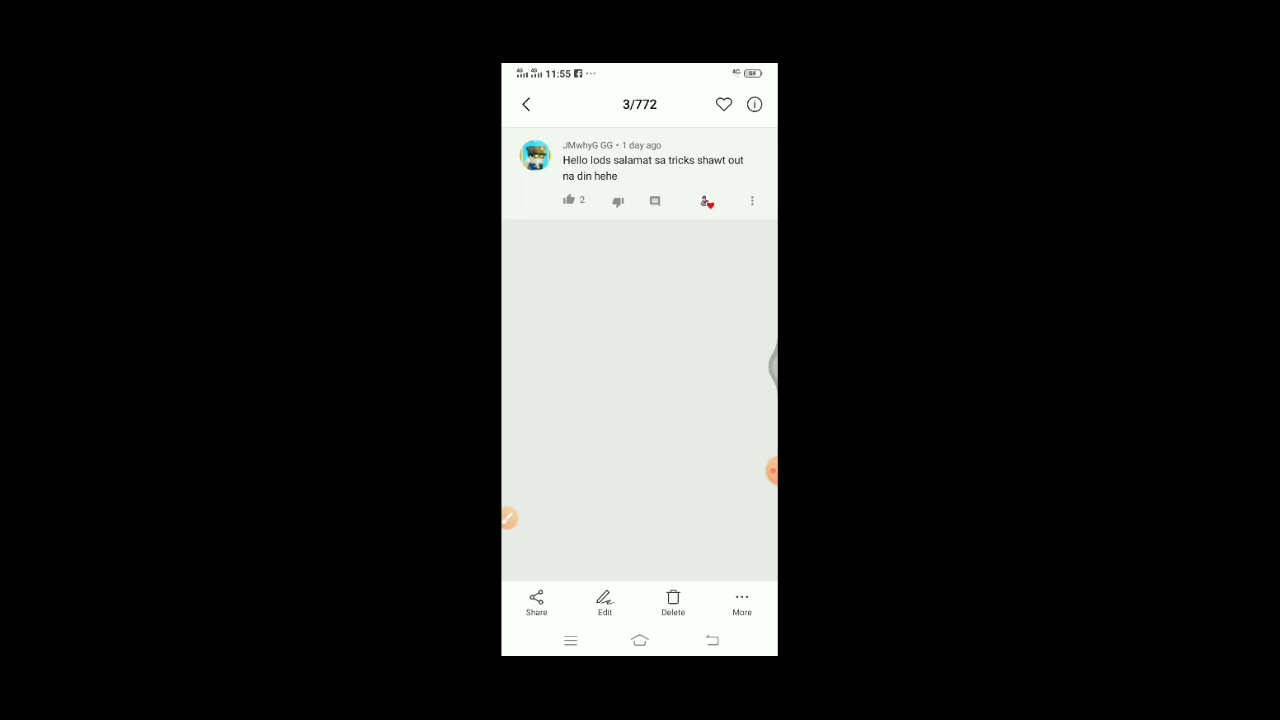 11:55
3/772
JMwhyG GG • 1 day ago
Hello lods salamat sa tricks shawt out
na din hehe
2
Share Edit Delete More